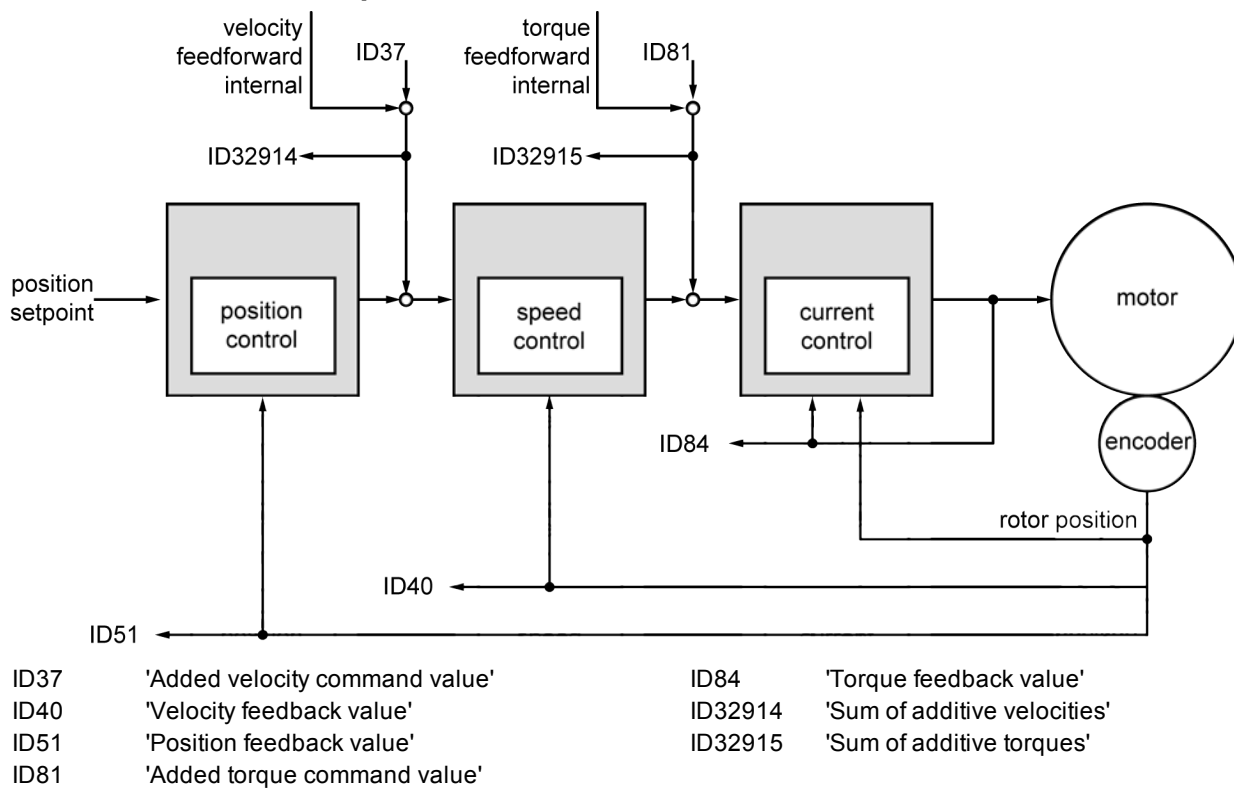 velocity
feedforward
internal
ID37
torque
feedforward
internal
ID81
ID32914
ID32915
position
setpoint
position
control
speed
control
current
control
motor
ID84
encoder
rotor position
ID40
ID51
ID37 'Added velocity command value'
ID40 'Velocity feedback value'
ID51 'Position feedback value'
ID81 'Added torque command value'
ID84 'Torque feedback value'
ID32914 'Sum of additive velocities'
ID32915 'Sum of additive torques'